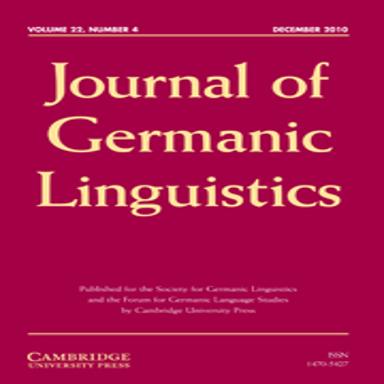 VOLUME 22, NUMBER 4 DECEMBER 2010
Journal of
Germanic
Linguistics
Published for the Society for Germanic Linguistics
and the Forum for Germanic Language Studies
by Cambridge University Press
CAMBRIDGE ISSN
UNIVERSITY PRESS 1470-5427